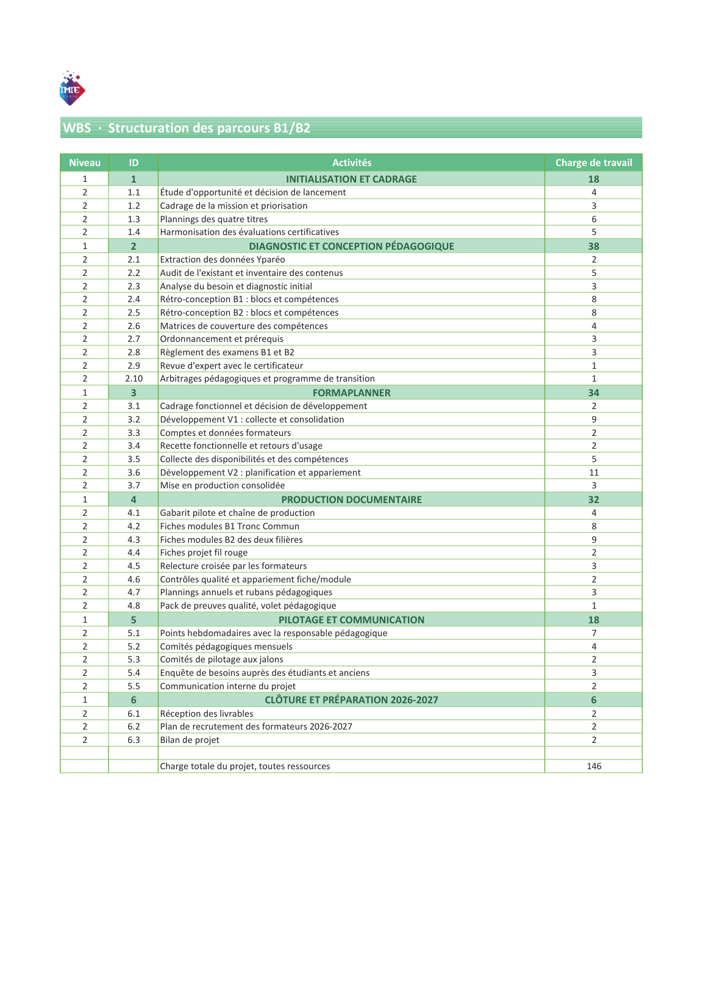 IMIE
PARIS
WBS · Structuration des parcours B1/B2
Niveau ID Activités Charge de travail
1 1 INITIALISATION ET CADRAGE 18
2 1.1 Étude d'opportunité et décision de lancement 4
2 1.2 Cadrage de la mission et priorisation 3
2 1.3 Plannings des quatre titres 6
2 1.4 Harmonisation des évaluations certificatives 5
1 2 DIAGNOSTIC ET CONCEPTION PÉDAGOGIQUE 38
2 2.1 Extraction des données Yparéo 2
2 2.2 Audit de l'existant et inventaire des contenus 5
2 2.3 Analyse du besoin et diagnostic initial 3
2 2.4 Rétro-conception B1 : blocs et compétences 8
2 2.5 Rétro-conception B2 : blocs et compétences 8
2 2.6 Matrices de couverture des compétences 4
2 2.7 Ordonnancement et prérequis 3
2 2.8 Règlement des examens B1 et B2 3
2 2.9 Revue d'expert avec le certificateur 1
2 2.10 Arbitrages pédagogiques et programme de transition 1
1 3 FORMAPLANNER 34
2 3.1 Cadrage fonctionnel et décision de développement 2
2 3.2 Développement V1 : collecte et consolidation 9
2 3.3 Comptes et données formateurs 2
2 3.4 Recette fonctionnelle et retours d'usage 2
2 3.5 Collecte des disponibilités et des compétences 5
2 3.6 Développement V2 : planification et appariement 11
2 3.7 Mise en production consolidée 3
1 4 PRODUCTION DOCUMENTAIRE 32
2 4.1 Gabarit pilote et chaîne de production 4
2 4.2 Fiches modules B1 Tronc Commun 8
2 4.3 Fiches modules B2 des deux filières 9
2 4.4 Fiches projet fil rouge 2
2 4.5 Relecture croisée par les formateurs 3
2 4.6 Contrôles qualité et appariement fiche/module 2
2 4.7 Plannings annuels et rubans pédagogiques 3
2 4.8 Pack de preuves qualité, volet pédagogique 1
1 5 PILOTAGE ET COMMUNICATION 18
2 5.1 Points hebdomadaires avec la responsable pédagogique 7
2 5.2 Comités pédagogiques mensuels 4
2 5.3 Comités de pilotage aux jalons 2
2 5.4 Enquête de besoins auprès des étudiants et anciens 3
2 5.5 Communication interne du projet 2
1 6 CLÔTURE ET PRÉPARATION 2026-2027 6
2 6.1 Réception des livrables 2
2 6.2 Plan de recrutement des formateurs 2026-2027 2
2 6.3 Bilan de projet 2
Charge totale du projet, toutes ressources 146